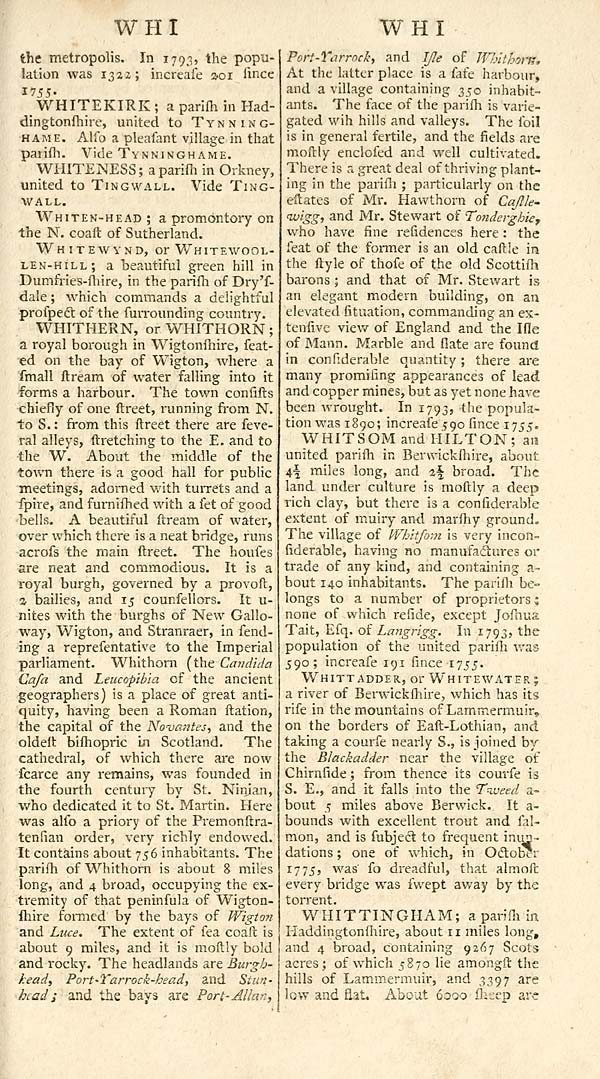 WHI
the metropolis. In 1793, the popu-
lation was 1322; increaſe 201 ſince
1755.
WHITEKIRK; a pariſh in Had-
dingtonſhire, united to TYNNING-
HAME. Alſo a pleaſant village in that
pariſh. Vide TYNNINGHAME.
WHITENESS; a pariſh in Orkney,
united to TINGWALL. Vide TING-
WALL.
WHITEN-HEAD; a promontory on
the N. coaſt of Sutherland.
WHITEWYND, or WHITEWOOL-
LEN-HILL; a beautiful green hill in
Dumfries-ſhire, in the pariſh of Dry'ſ-
dale; which commands a delightful
proſpect of the ſurrounding country.
WHITHERN, or WHITHORN;
a royal borough in Wigtonſhire, ſeat-
ed on the bay of Wigton, where a
ſmall ſtream of water falling into it
forms a harbour. The town conſiſts
chiefly of one ſtreet, running from N.
to S.: from this ſtreet there are ſeve-
ral alleys, ſtretching to the E. and to
the W. About the middle of the
town there is a good hall for public
meetings, adorned with turrets and a
ſpire, and furniſhed with a ſet of good
bells. A beautiful ſtream of water,
over which there is a neat bridge, runs
acroſs the main ſtreet. The houſes
are neat and commodious. It is a
royal burgh, governed by a provoſt,
2 bailies, and 15 counſellors. It u-
nites with the burghs of New Gallo-
way, Wigton, and Stranraer, in ſend-
ing a repreſentative to the Imperial
parliament. Whithorn (the Candida
Caſa and Leucopibia of the ancient
geographers) is a place of great anti-
quity, having been a Roman ſtation,
the capital of the Novantes, and the
oldeſt biſhopric in Scotland. The
cathedral, of which there are now
ſcarce any remains, was founded in
the fourth century by St. Ninian,
who dedicated it to St. Martin. Here
was alſo a priory of the Premonſtra-
tenſian order, very richly endowed.
It contains about 756 inhabitants. The
pariſh of Whithorn is about 8 miles
long, and 4 broad, occupying the ex-
tremity of that peninſula of Wigton-
ſhire formed by the bays of Wigton
and Luce. The extent of ſea coaſt is
about 9 miles, and it is moſtly bold
and rocky. The headlands are Burgh-
head, Port-Yarrock-head, and Stun-
head; and the bays are Port-Allan,
WHI
Port-Yarrock, and Iſle of Whithorn.
At the latter place is a ſafe harbour,
and a village containing 350 inhabit-
ants. The face of the pariſh is varie-
gated wih hills and valleys. The ſoil
is in general fertile, and the fields are
moſtly encloſed and well cultivated.
There is a great deal of thriving plant-
ing in the pariſh; particularly on the
eſtates of Mr. Hawthorn of Caſtle-
wigg, and Mr. Stewart of Tonderghie,
who have fine reſidences here: the
ſeat of the former is an old caſtle in
the ſtyle of thoſe of the old Scottiſh
barons; and that of Mr. Stewart is
an elegant modern building, on an
elevated ſituation, commanding an ex-
tenſive view of England and the Iſle
of Mann. Marble and ſlate are found
in conſiderable quantity; there are
many promiſing appearances of lead
and copper mines, but as yet none have
been wrought. In 1793, the popula-
tion was 1890; increaſe 590 ſince 1755.
WHITSOM and HILTON; an
united pariſh in Berwickſhire, about
4½ miles long, and 2½ broad. The
land under culture is moſtly a deep
rich clay, but there is a conſiderable
extent of muiry and marſhy ground.
The village of Whitſom is very incon-
ſiderable, having no manufactures or
trade of any kind, and containing a-
bout 140 inhabitants. The pariſh be-
longs to a number of proprietors;
none of which reſide, except Joſhua
Tait, Eſq. of Langrigg. In 1793, the
population of the united pariſh was
590; increaſe 191 ſince 1755.
WHITTADDER, or WHITEWATER;
a river of Berwickſhire, which has its
riſe in the mountains of Lammermuir,
on the borders of Eaſt-Lothian, and
taking a courſe nearly S., is joined by
the Blackadder near the village of
Chirnſide; from thence its courſe is
S. E., and it falls into the Tweed a-
bout 5 miles above Berwick. It a-
bounds with excellent trout and ſal-
mon, and is ſubject to frequent inun-
dations; one of which, in October
1775, was ſo dreadful, that almoſt
every bridge was ſwept away by the
torrent.
WHITTINGHAM; a pariſh in
Haddingtonſhire, about 11 miles long,
and 4 broad, containing 9267 Scots
acres; of which 5870 lie amongſt the
hills of Lammermuir, and 3397 are
low and flat. About 6000 ſheep are